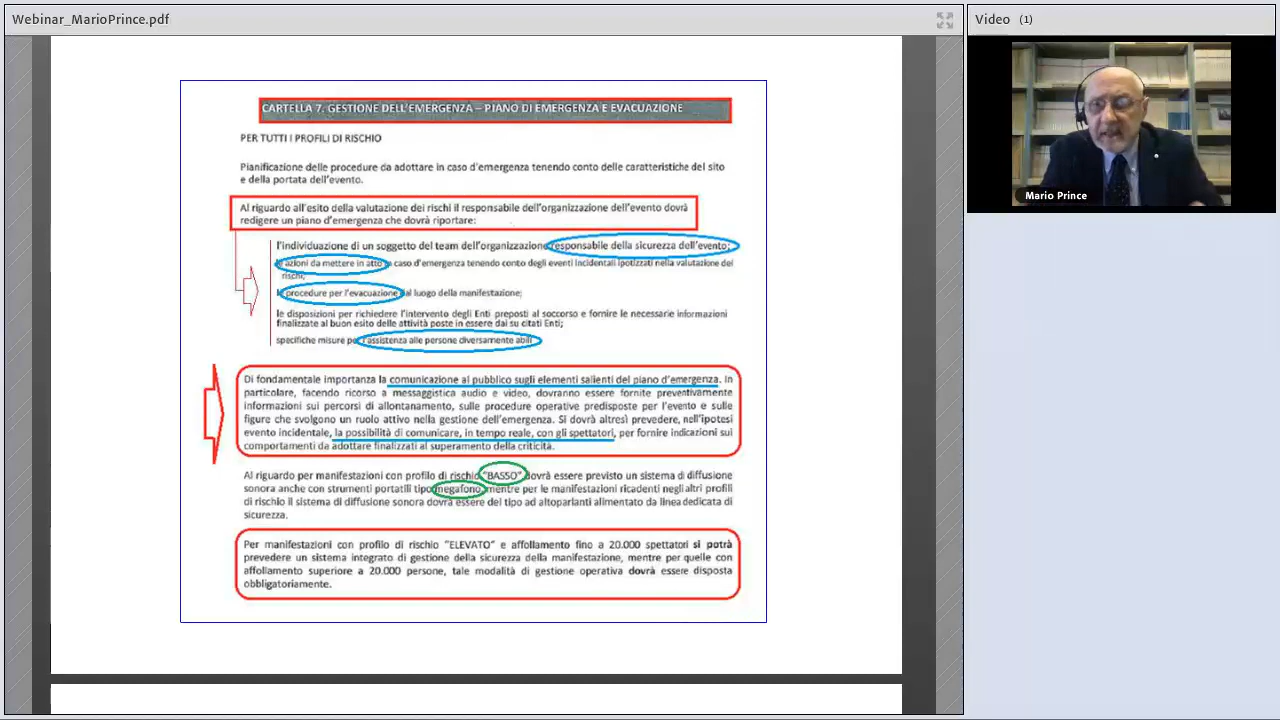 Webinar_MarioPrince.pdf
Video (1)
Mario Prince
CARTELLA 7. GESTIONE DELL'EMERGENZA – PIANO DI EMERGENZA E EVACUAZIONE
PER TUTTI I PROFILI DI RISCHIO
Pianificazione delle procedure da adottare in caso d'emergenza tenendo conto delle caratteristiche del sito
e della portata dell'evento.
Al riguardo all'esito della valutazione dei rischi il responsabile dell'organizzazione dell'evento dovrà
redigere un piano d'emergenza che dovrà riportare:
l'individuazione di un soggetto del team dell'organizzazione responsabile della sicurezza dell'evento;
azioni da mettere in atto caso d'emergenza tenendo conto degli eventi incidentali ipotizzati nella valutazione dei
rischi;
procedure per l'evacuazione dal luogo della manifestazione;
le disposizioni per richiedere l'intervento degli Enti preposti al soccorso e fornire le necessarie informazioni
finalizzate al buon esito delle attività poste in essere dai su citati Enti;
specifiche misure per l'assistenza alle persone diversamente abili
Di fondamentale importanza la comunicazione al pubblico sugli elementi salienti del piano d'emergenza. In
particolare, facendo ricorso a messaggistica audio e video, dovranno essere fornite preventivamente
informazioni sui percorsi di allontanamento, sulle procedure operative predisposte per l'evento e sulle
figure che svolgono un ruolo attivo nella gestione dell'emergenza. Si dovrà altresì prevedere, nell'ipotesi
evento incidentale, la possibilità di comunicare, in tempo reale, con gli spettatori, per fornire indicazioni sui
comportamenti da adottare finalizzati al superamento della criticità.
Al riguardo per manifestazioni con profilo di rischio "BASSO" dovrà essere previsto un sistema di diffusione
sonora anche con strumenti portatili tipo megafono mentre per le manifestazioni ricadenti negli altri profili
di rischio il sistema di diffusione sonora dovrà essere del tipo ad altoparlanti alimentato da linea dedicata di
sicurezza.
Per manifestazioni con profilo di rischio "ELEVATO" e affollamento fino a 20.000 spettatori si potrà
prevedere un sistema integrato di gestione della sicurezza della manifestazione, mentre per quelle con
affollamento superiore a 20.000 persone, tale modalità di gestione operativa dovrà essere disposta
obbligatoriamente.